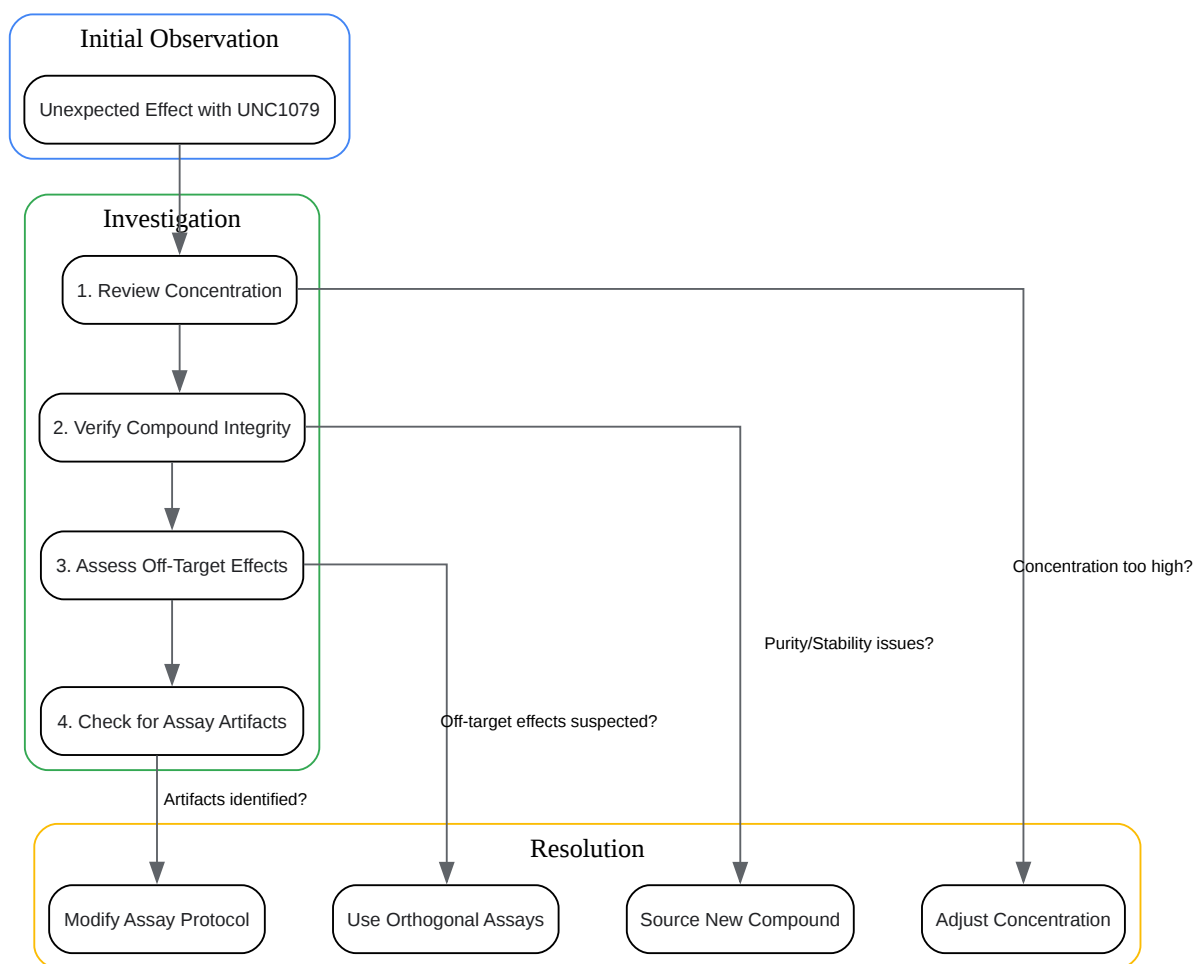 Initial Observation
Unexpected Effect with UNC1079
Investigation
1. Review Concentration
2. Verify Compound Integrity
3. Assess Off-Target Effects
Concentration too high?
Purity/Stability issues?
4. Check for Assay Artifacts
Off-target effects suspected?
Artifacts identified?
Resolution
Modify Assay Protocol
Use Orthogonal Assays
Source New Compound
Adjust Concentration